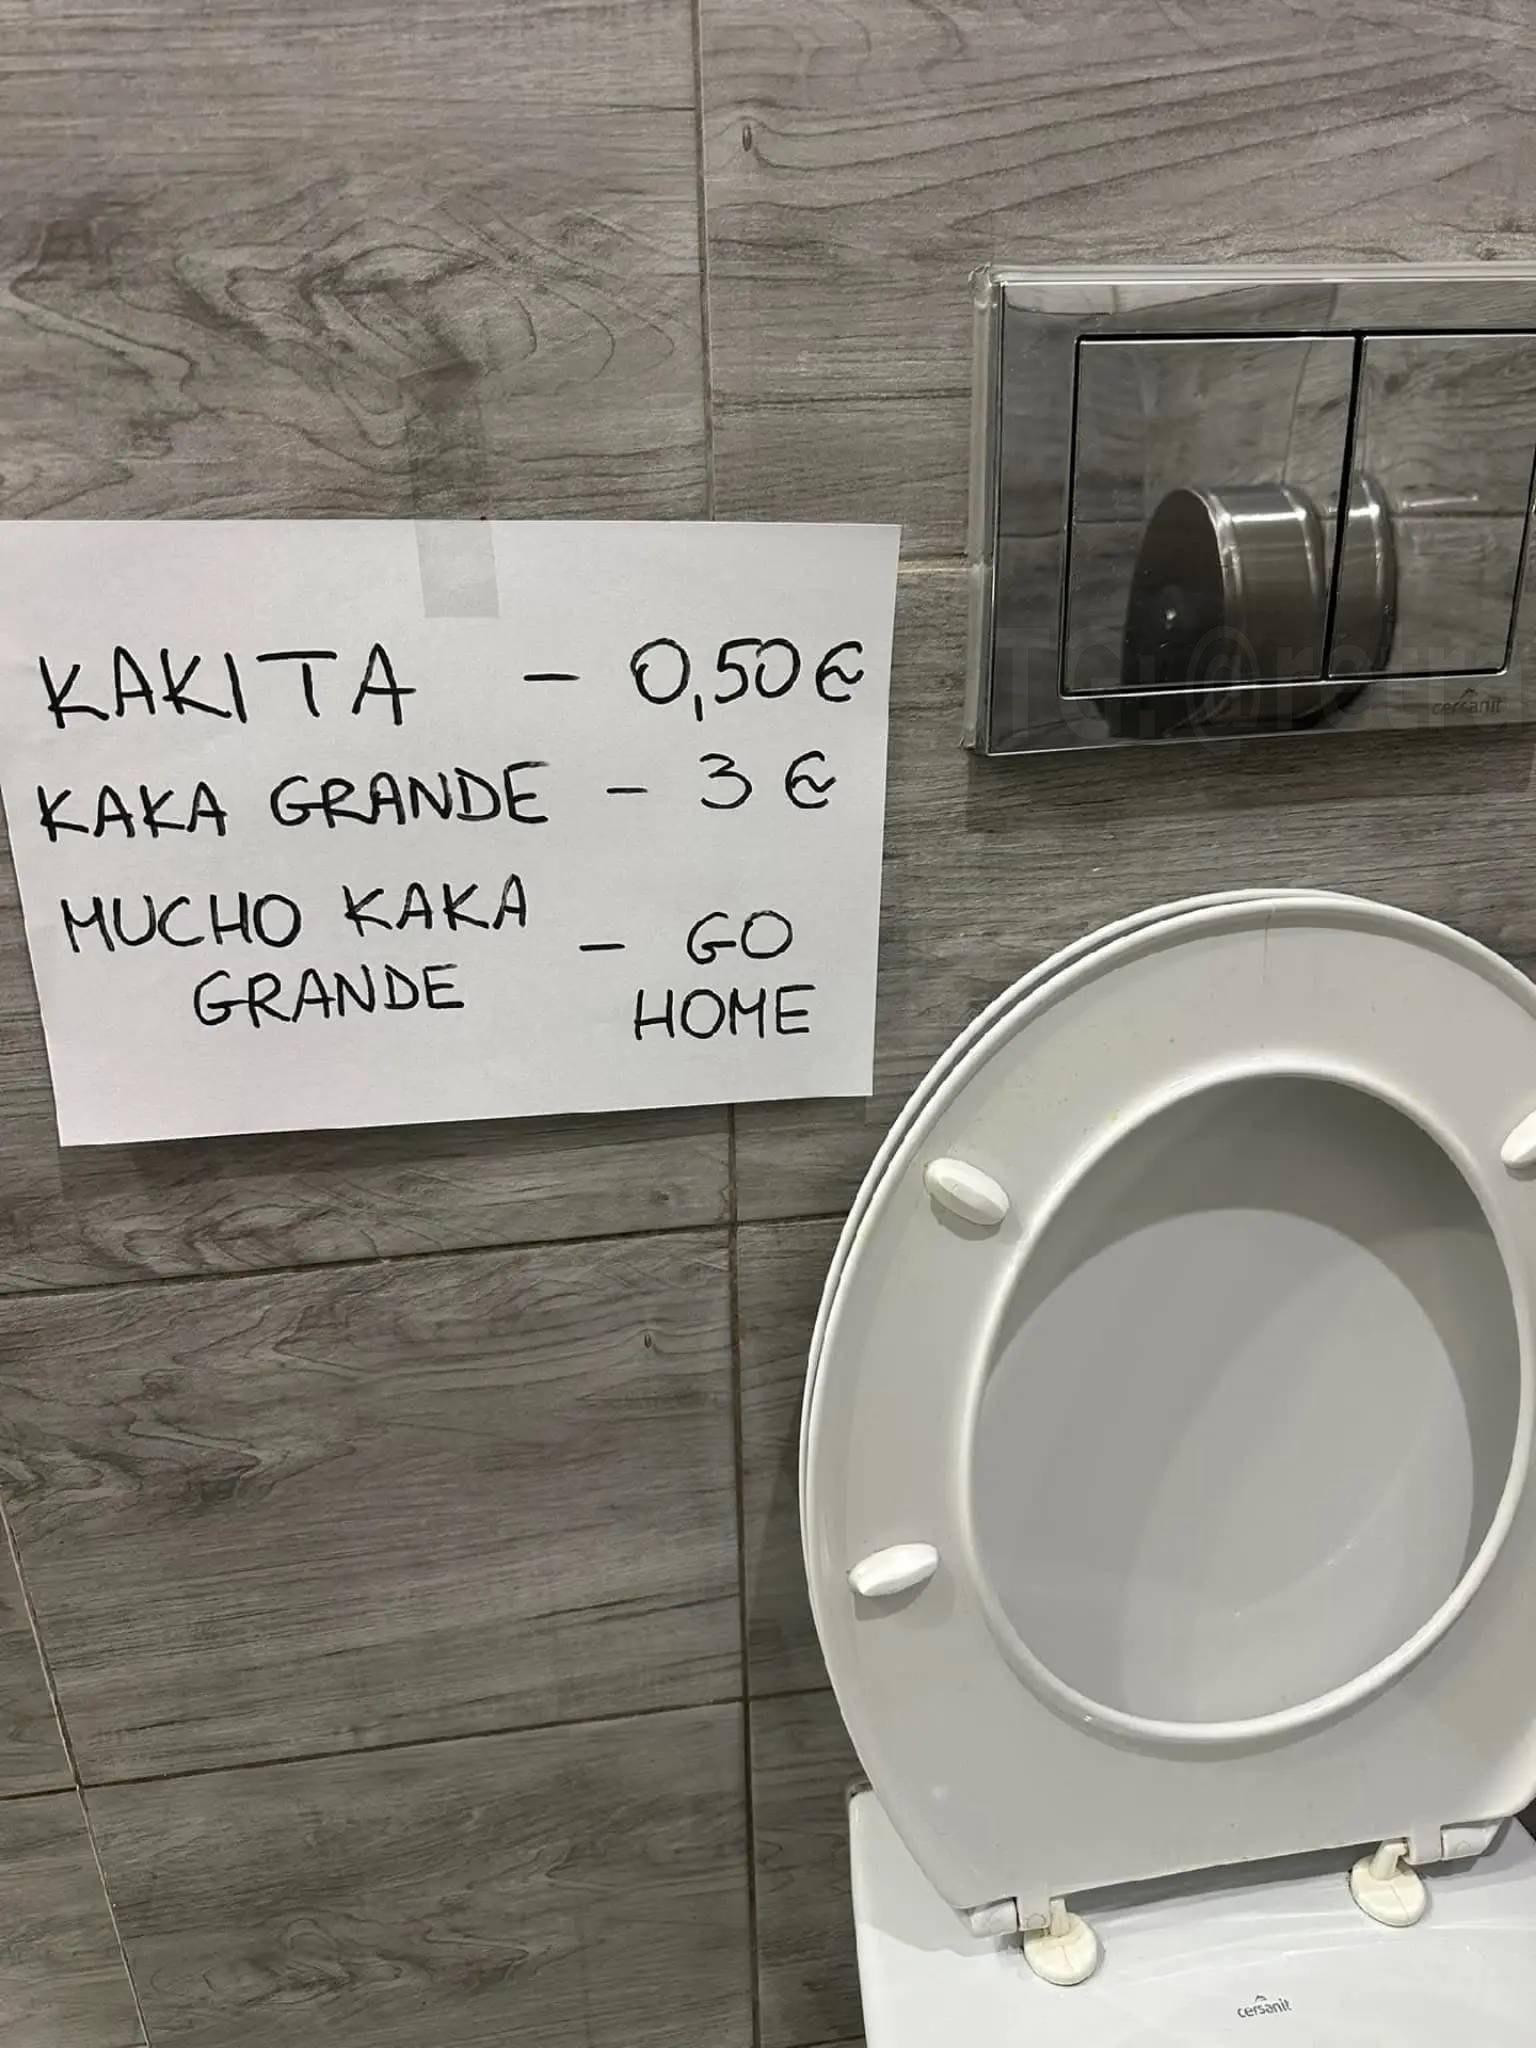 KAKITA - 0,50€
KAKA GRANDE - 3 €
MUCHO KAKA GRANDE - GO HOME
cersanit
cersanit